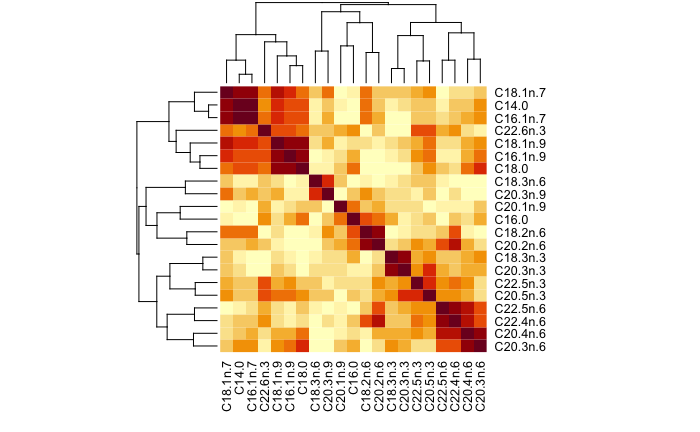 C18.1n.7
C14.0
C16.1n.7
C22.6n.3
C18.1n.9
C16.1n.9
C18.0
C18.3n.6
C20.3n.9
C20.1n.9
C16.0
C18.2n.6
C20.2n.6
C18.3n.3
C20.3n.3
C22.5n.3
C20.5n.3
C22.5n.6
C22.4n.6
C20.4n.6
C20.3n.6
C18.1n.7
C14.0
C16.1n.7
C22.6n.3
C18.1n.9
C16.1n.9
C18.0
C18.3n.6
C20.3n.9
C20.1n.9
C16.0
C18.2n.6
C20.2n.6
C18.3n.3
C20.3n.3
C22.5n.3
C20.5n.3
C22.5n.6
C22.4n.6
C20.4n.6
C20.3n.6